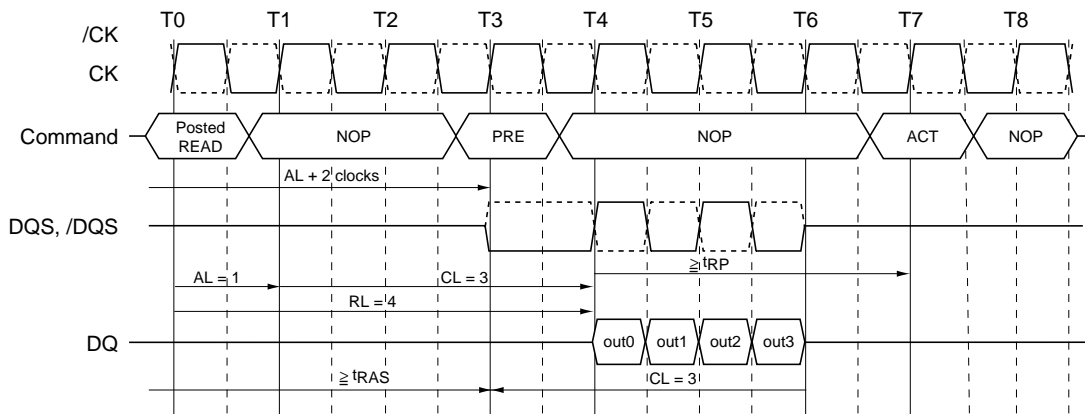 T0 T1 T2 T3 T4 T5 T6 T7 T8
/CK
CK
Command
Posted
READ
NOP
PRE
NOP
ACT
NOP
AL + 2 clocks
DQS, /DQS
≧ tRP
AL = 1
CL = 3
RL = 4
DQ
out0 out1 out2 out3
≧ tRAS
CL = 3